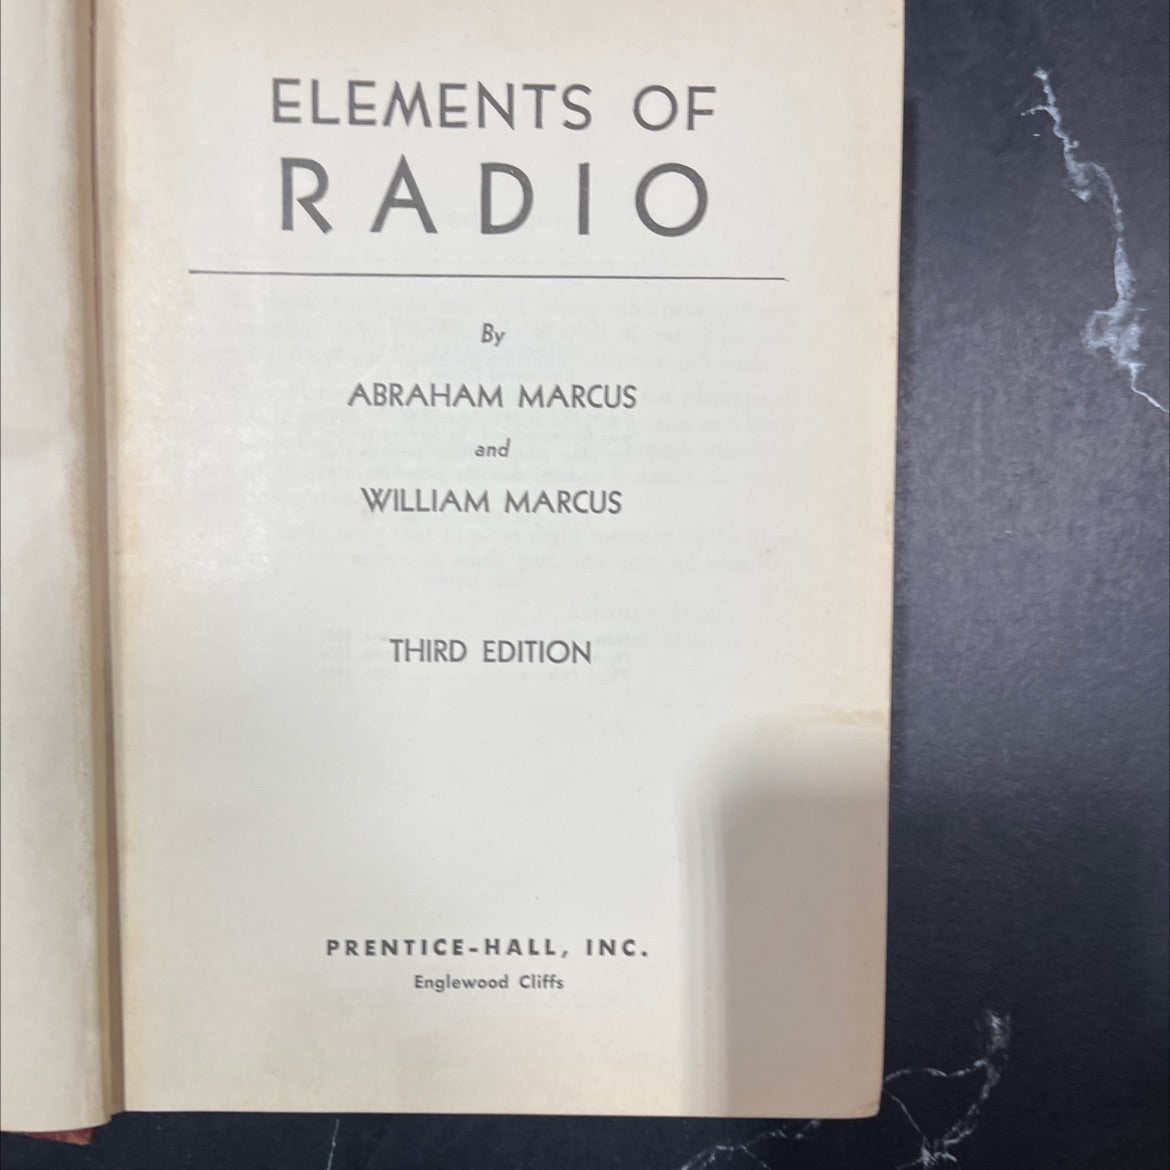 ELEMENTS OF
RADIO
By
ABRAHAM MARCUS
and
WILLIAM MARCUS
THIRD EDITION
PRENTICE-HALL, INC.
Englewood Cliffs